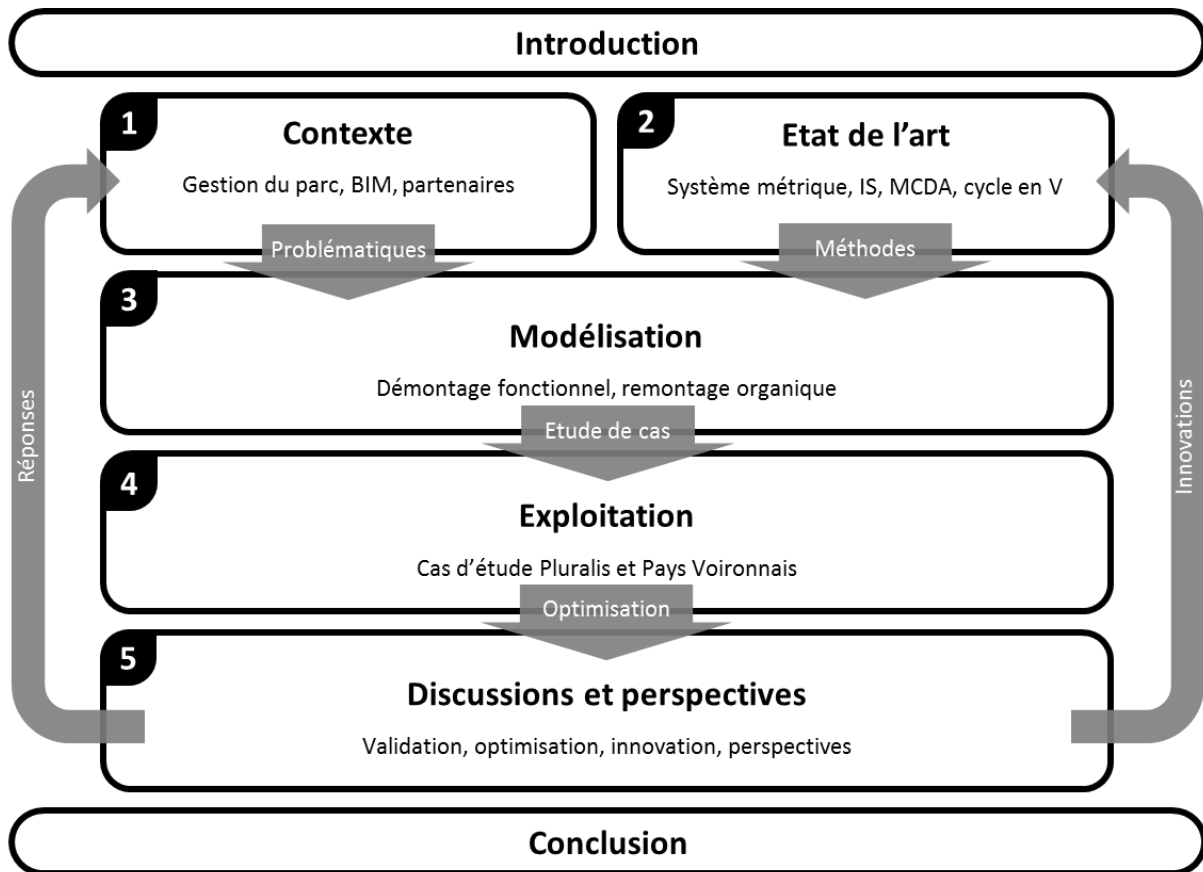 Introduction
1
Contexte
Gestion du parc, BIM, partenaires
Problématiques
2
Etat de l'art
Système métrique, IS, MCDA, cycle en V
Méthodes
3
Modélisation
Démontage fonctionnel, remontage organique
Etude de cas
4
Exploitation
Cas d'étude Pluralis et Pays Voironnais
Optimisation
5
Discussions et perspectives
Validation, optimisation, innovation, perspectives
Réponses
Innovations
Conclusion